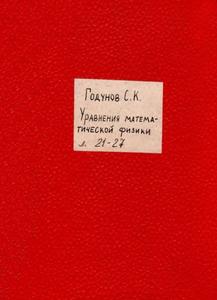 Годунов С.К.
Уравнения матема-
тической физики
л. 21-27